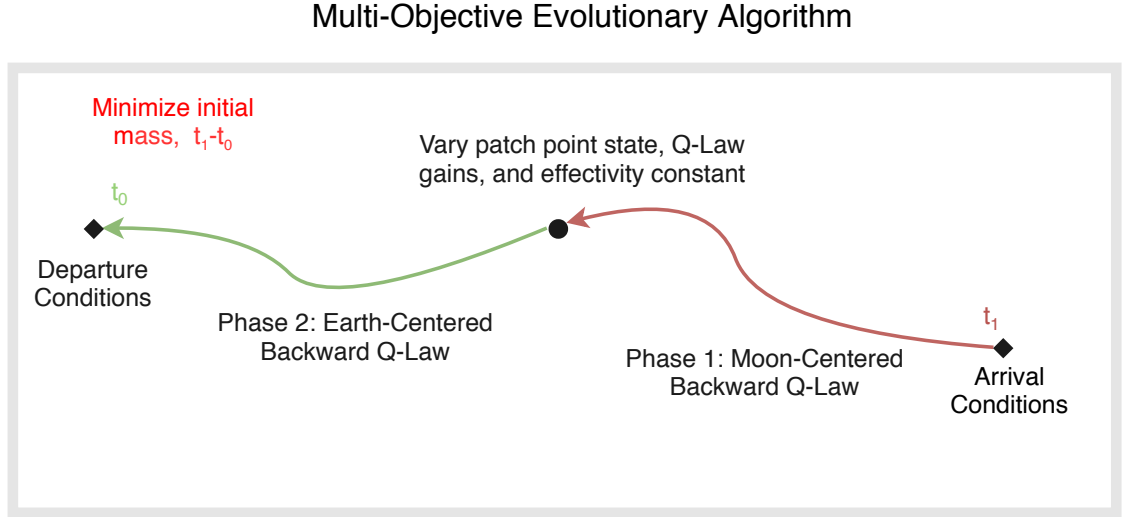 Multi-Objective Evolutionary Algorithm
Minimize initial
mass, t₁-t₀
Vary patch point state, Q-Law
gains, and effectivity constant
t₀
Departure
Conditions
Phase 2: Earth-Centered
Backward Q-Law
t₁
Phase 1: Moon-Centered
Backward Q-Law
Arrival
Conditions